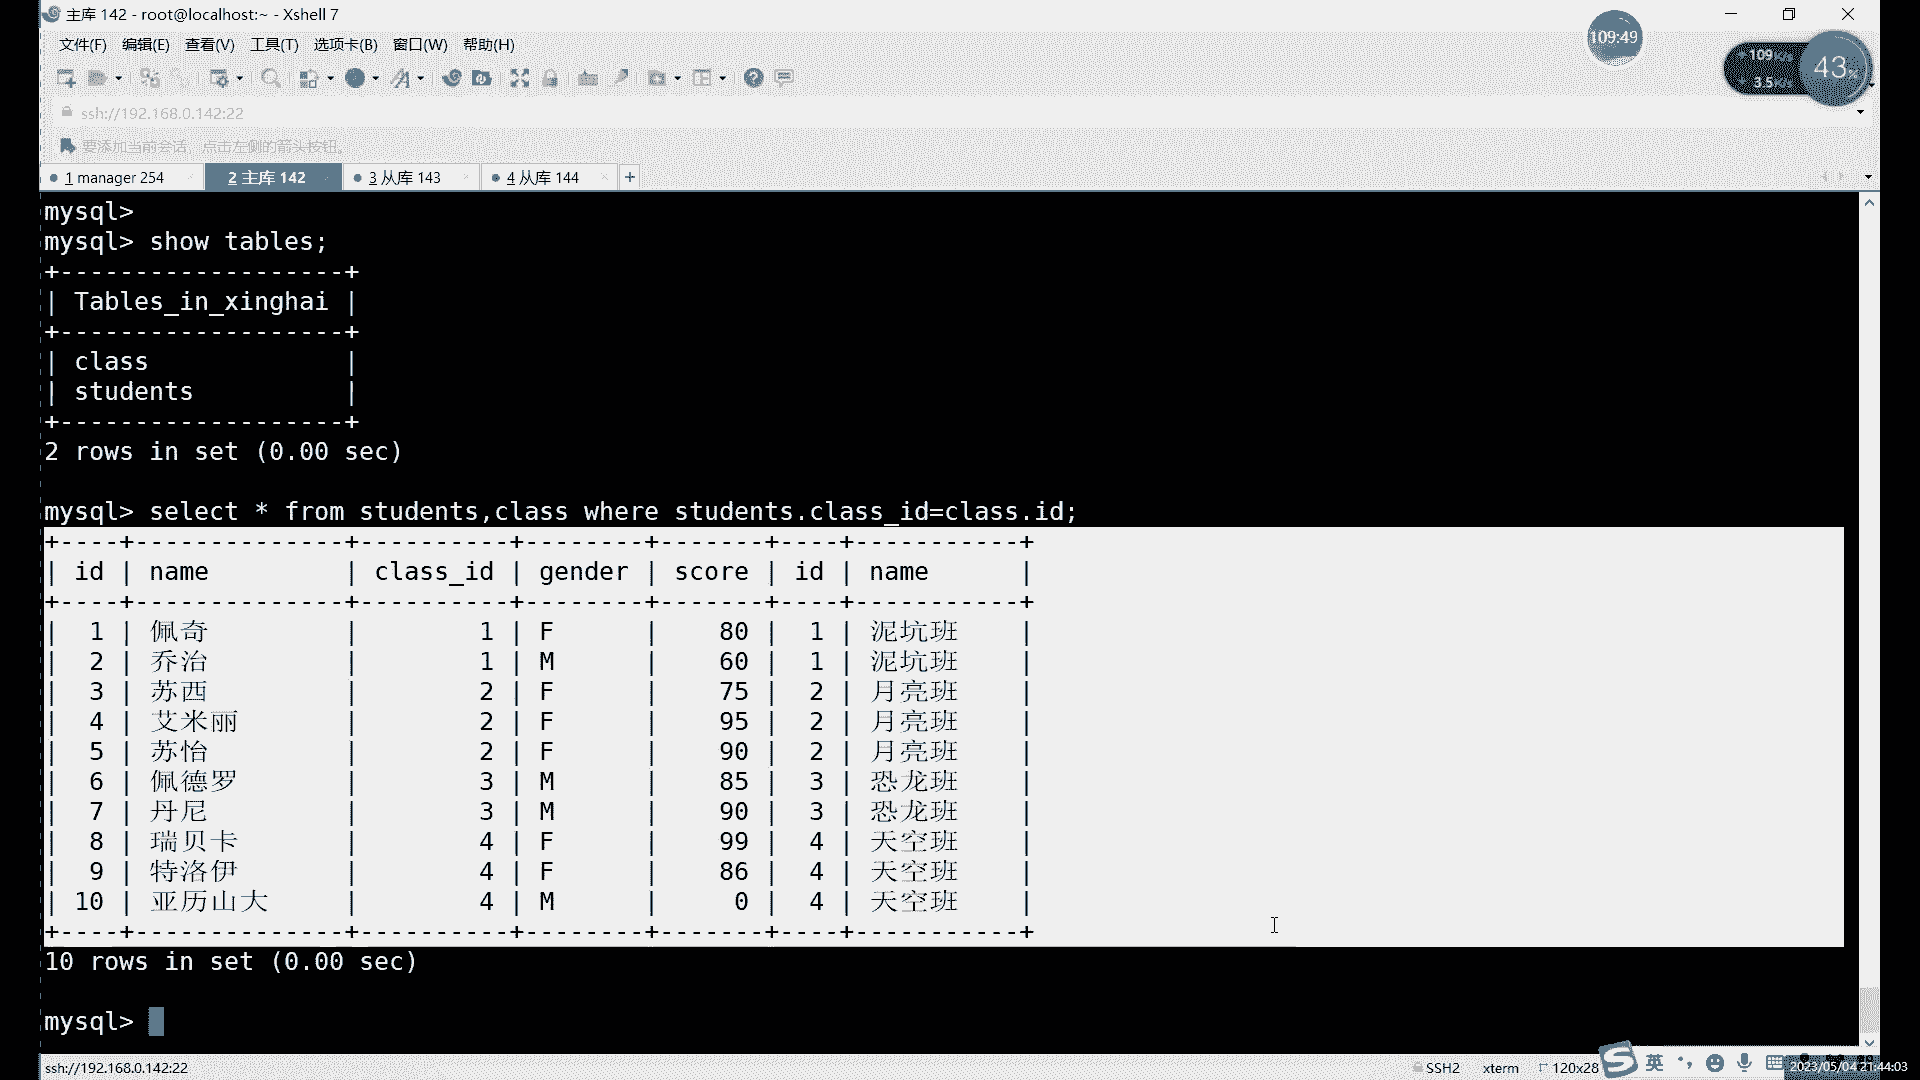 主库 142 - root@localhost:~ - Xshell 7
文件(F) 编辑(E) 查看(V) 工具(T) 选项卡(B) 窗口(W) 帮助(H)
109:49
109K/s
3.5K/s
43%
ssh://192.168.0.142:22
要添加当前会话，点击左侧的箭头按钮。
1 manager 254 2 主库 142 3 从库 143 4 从库 144 +
mysql>
mysql> show tables;
+-------------------+
| Tables_in_xinghai |
+-------------------+
| class             |
| students          |
+-------------------+
2 rows in set (0.00 sec)
mysql> select * from students,class where students.class_id=class.id;
+----+--------------+----------+--------+-------+----+-----------+
| id | name         | class_id | gender | score | id | name      |
+----+--------------+----------+--------+-------+----+-----------+
|  1 | 佩奇         |        1 | F      |    80 |  1 | 泥坑班    |
|  2 | 乔治         |        1 | M      |    60 |  1 | 泥坑班    |
|  3 | 苏西         |        2 | F      |    75 |  2 | 月亮班    |
|  4 | 艾米丽       |        2 | F      |    95 |  2 | 月亮班    |
|  5 | 苏怡         |        2 | F      |    90 |  2 | 月亮班    |
|  6 | 佩德罗       |        3 | M      |    85 |  3 | 恐龙班    |
|  7 | 丹尼         |        3 | M      |    90 |  3 | 恐龙班    |
|  8 | 瑞贝卡       |        4 | F      |    99 |  4 | 天空班    |
|  9 | 特洛伊       |        4 | F      |    86 |  4 | 天空班    |
| 10 | 亚历山大     |        4 | M      |     0 |  4 | 天空班    |
+----+--------------+----------+--------+-------+----+-----------+
10 rows in set (0.00 sec)
mysql>
ssh://192.168.0.142:22 SSH2 xterm 120x28 英 2023/05/04 21:44:03